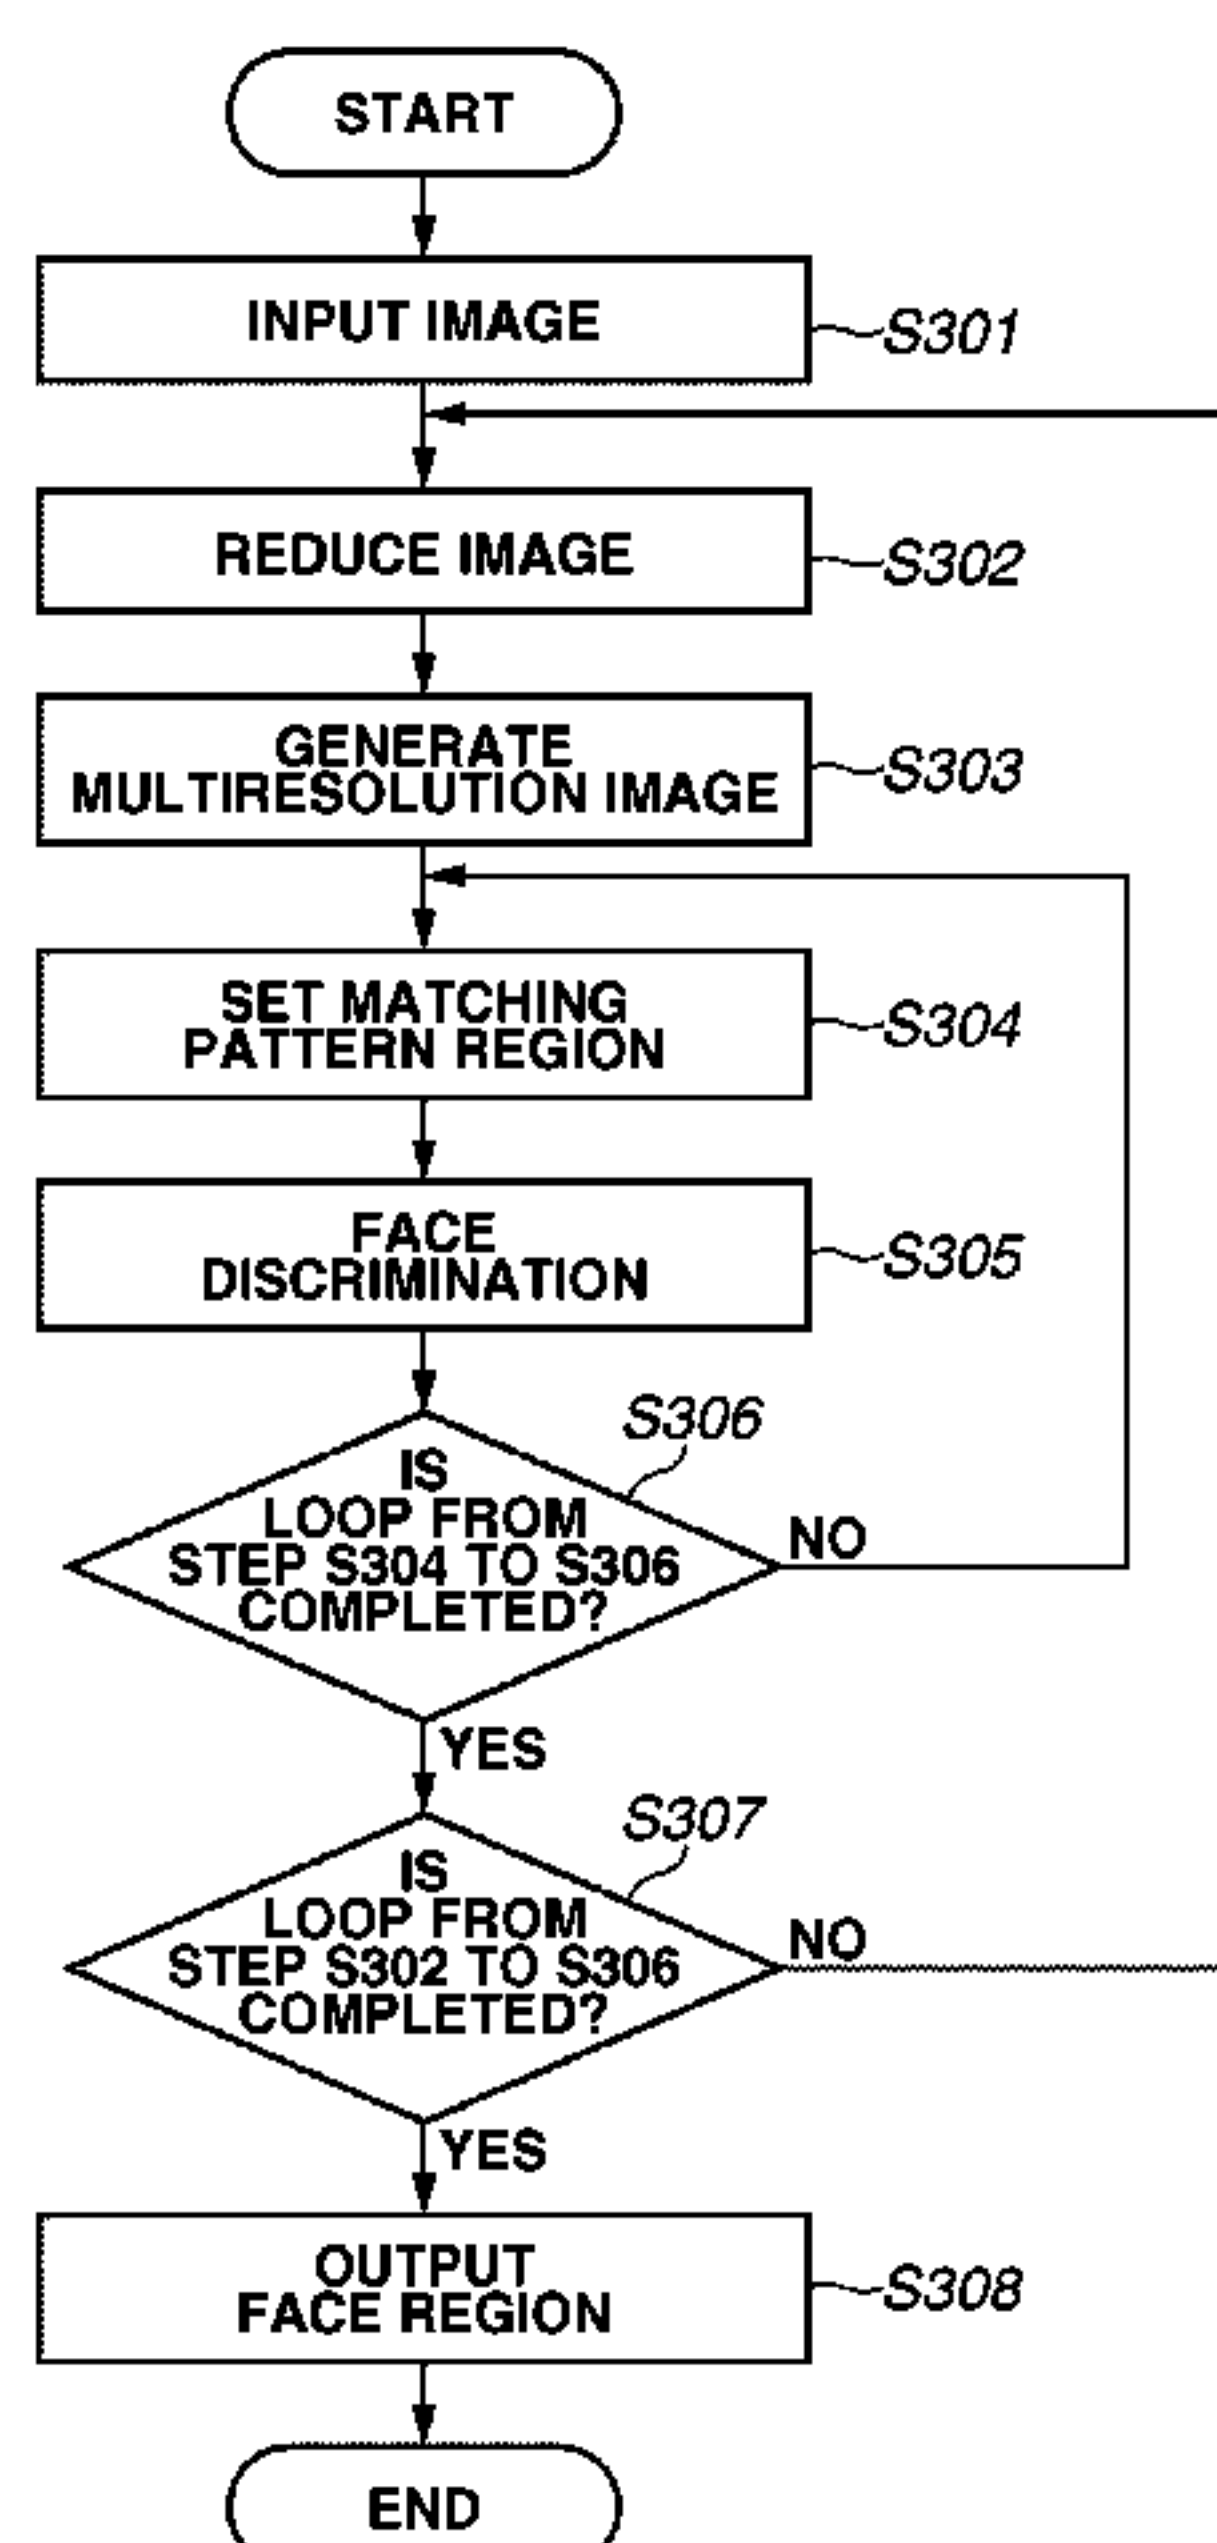 START
INPUT IMAGE
S301
REDUCE IMAGE
S302
GENERATE
MULTIRESOLUTION IMAGE
S303
SET MATCHING
PATTERN REGION
S304
FACE
DISCRIMINATION
S305
S306
IS
LOOP FROM
STEP S304 TO S306
COMPLETED?
NO
YES
S307
IS
LOOP FROM
STEP S302 TO S306
COMPLETED?
NO
YES
OUTPUT
FACE REGION
S308
END